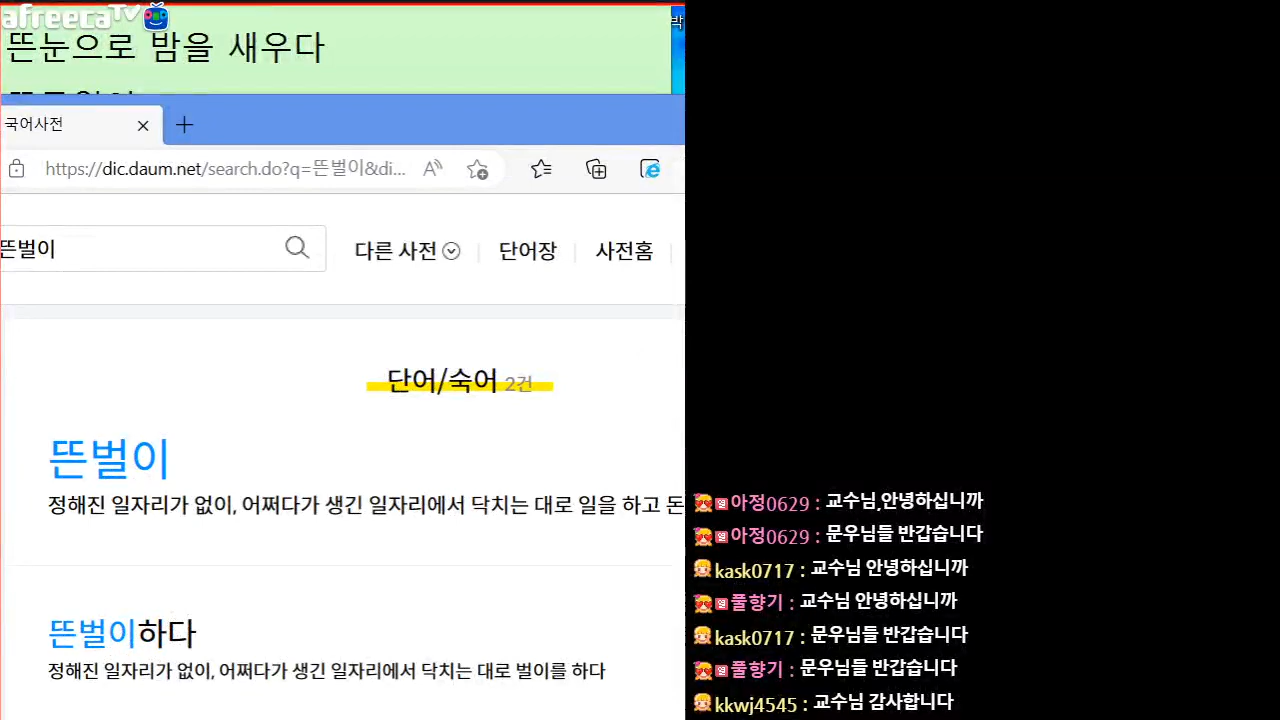 afreecaTV
뜬눈으로 밤을 새우다
박
국어사전
https://dic.daum.net/search.do?q=뜬벌이&di...
뜬벌이
다른 사전
단어장
사전홈
단어/숙어 2건
뜬벌이
정해진 일자리가 없이, 어쩌다가 생긴 일자리에서 닥치는 대로 일을 하고 돈
뜬벌이하다
정해진 일자리가 없이, 어쩌다가 생긴 일자리에서 닥치는 대로 벌이를 하다
아정0629 : 교수님,안녕하십니까
아정0629 : 문우님들 반갑습니다
kask0717 : 교수님 안녕하십니까
풀향기 : 교수님 안녕하십니까
kask0717 : 문우님들 반갑습니다
풀향기 : 문우님들 반갑습니다
kkwj4545 : 교수님 감사합니다